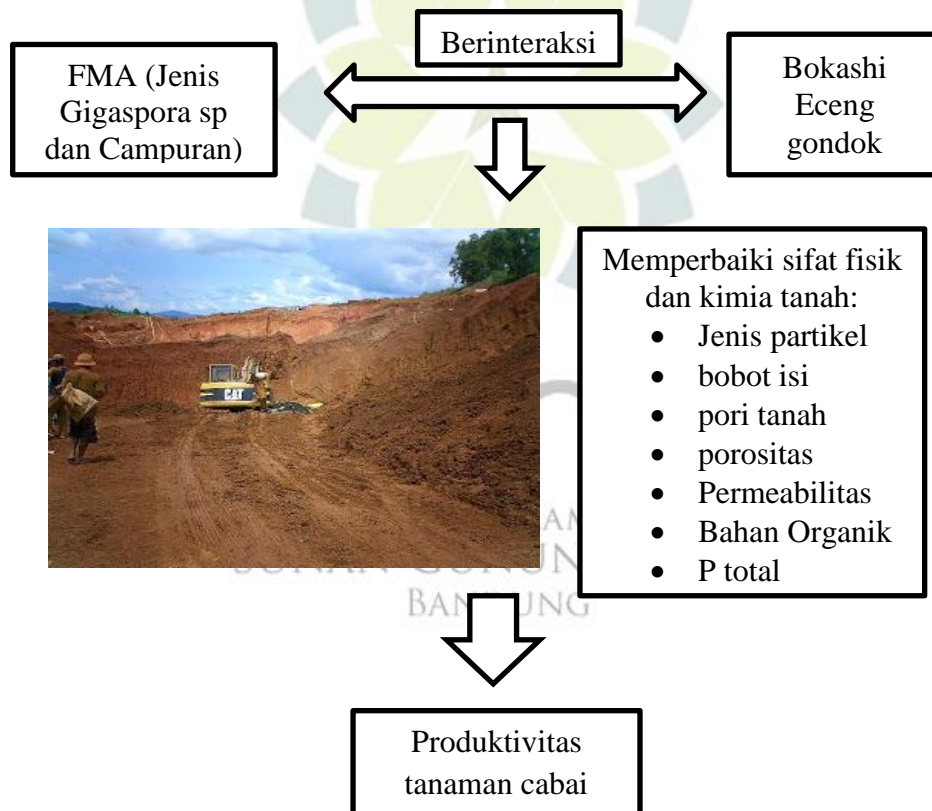 Berinteraksi
FMA (Jenis
Gigaspora sp
dan Campuran)
Bokashi
Eceng
gondok
CAT
Memperbaiki sifat fisik
dan kimia tanah:
• Jenis partikel
• bobot isi
• pori tanah
• porositas
• Permeabilitas
• Bahan Organik
• P total
Produktivitas
tanaman cabai